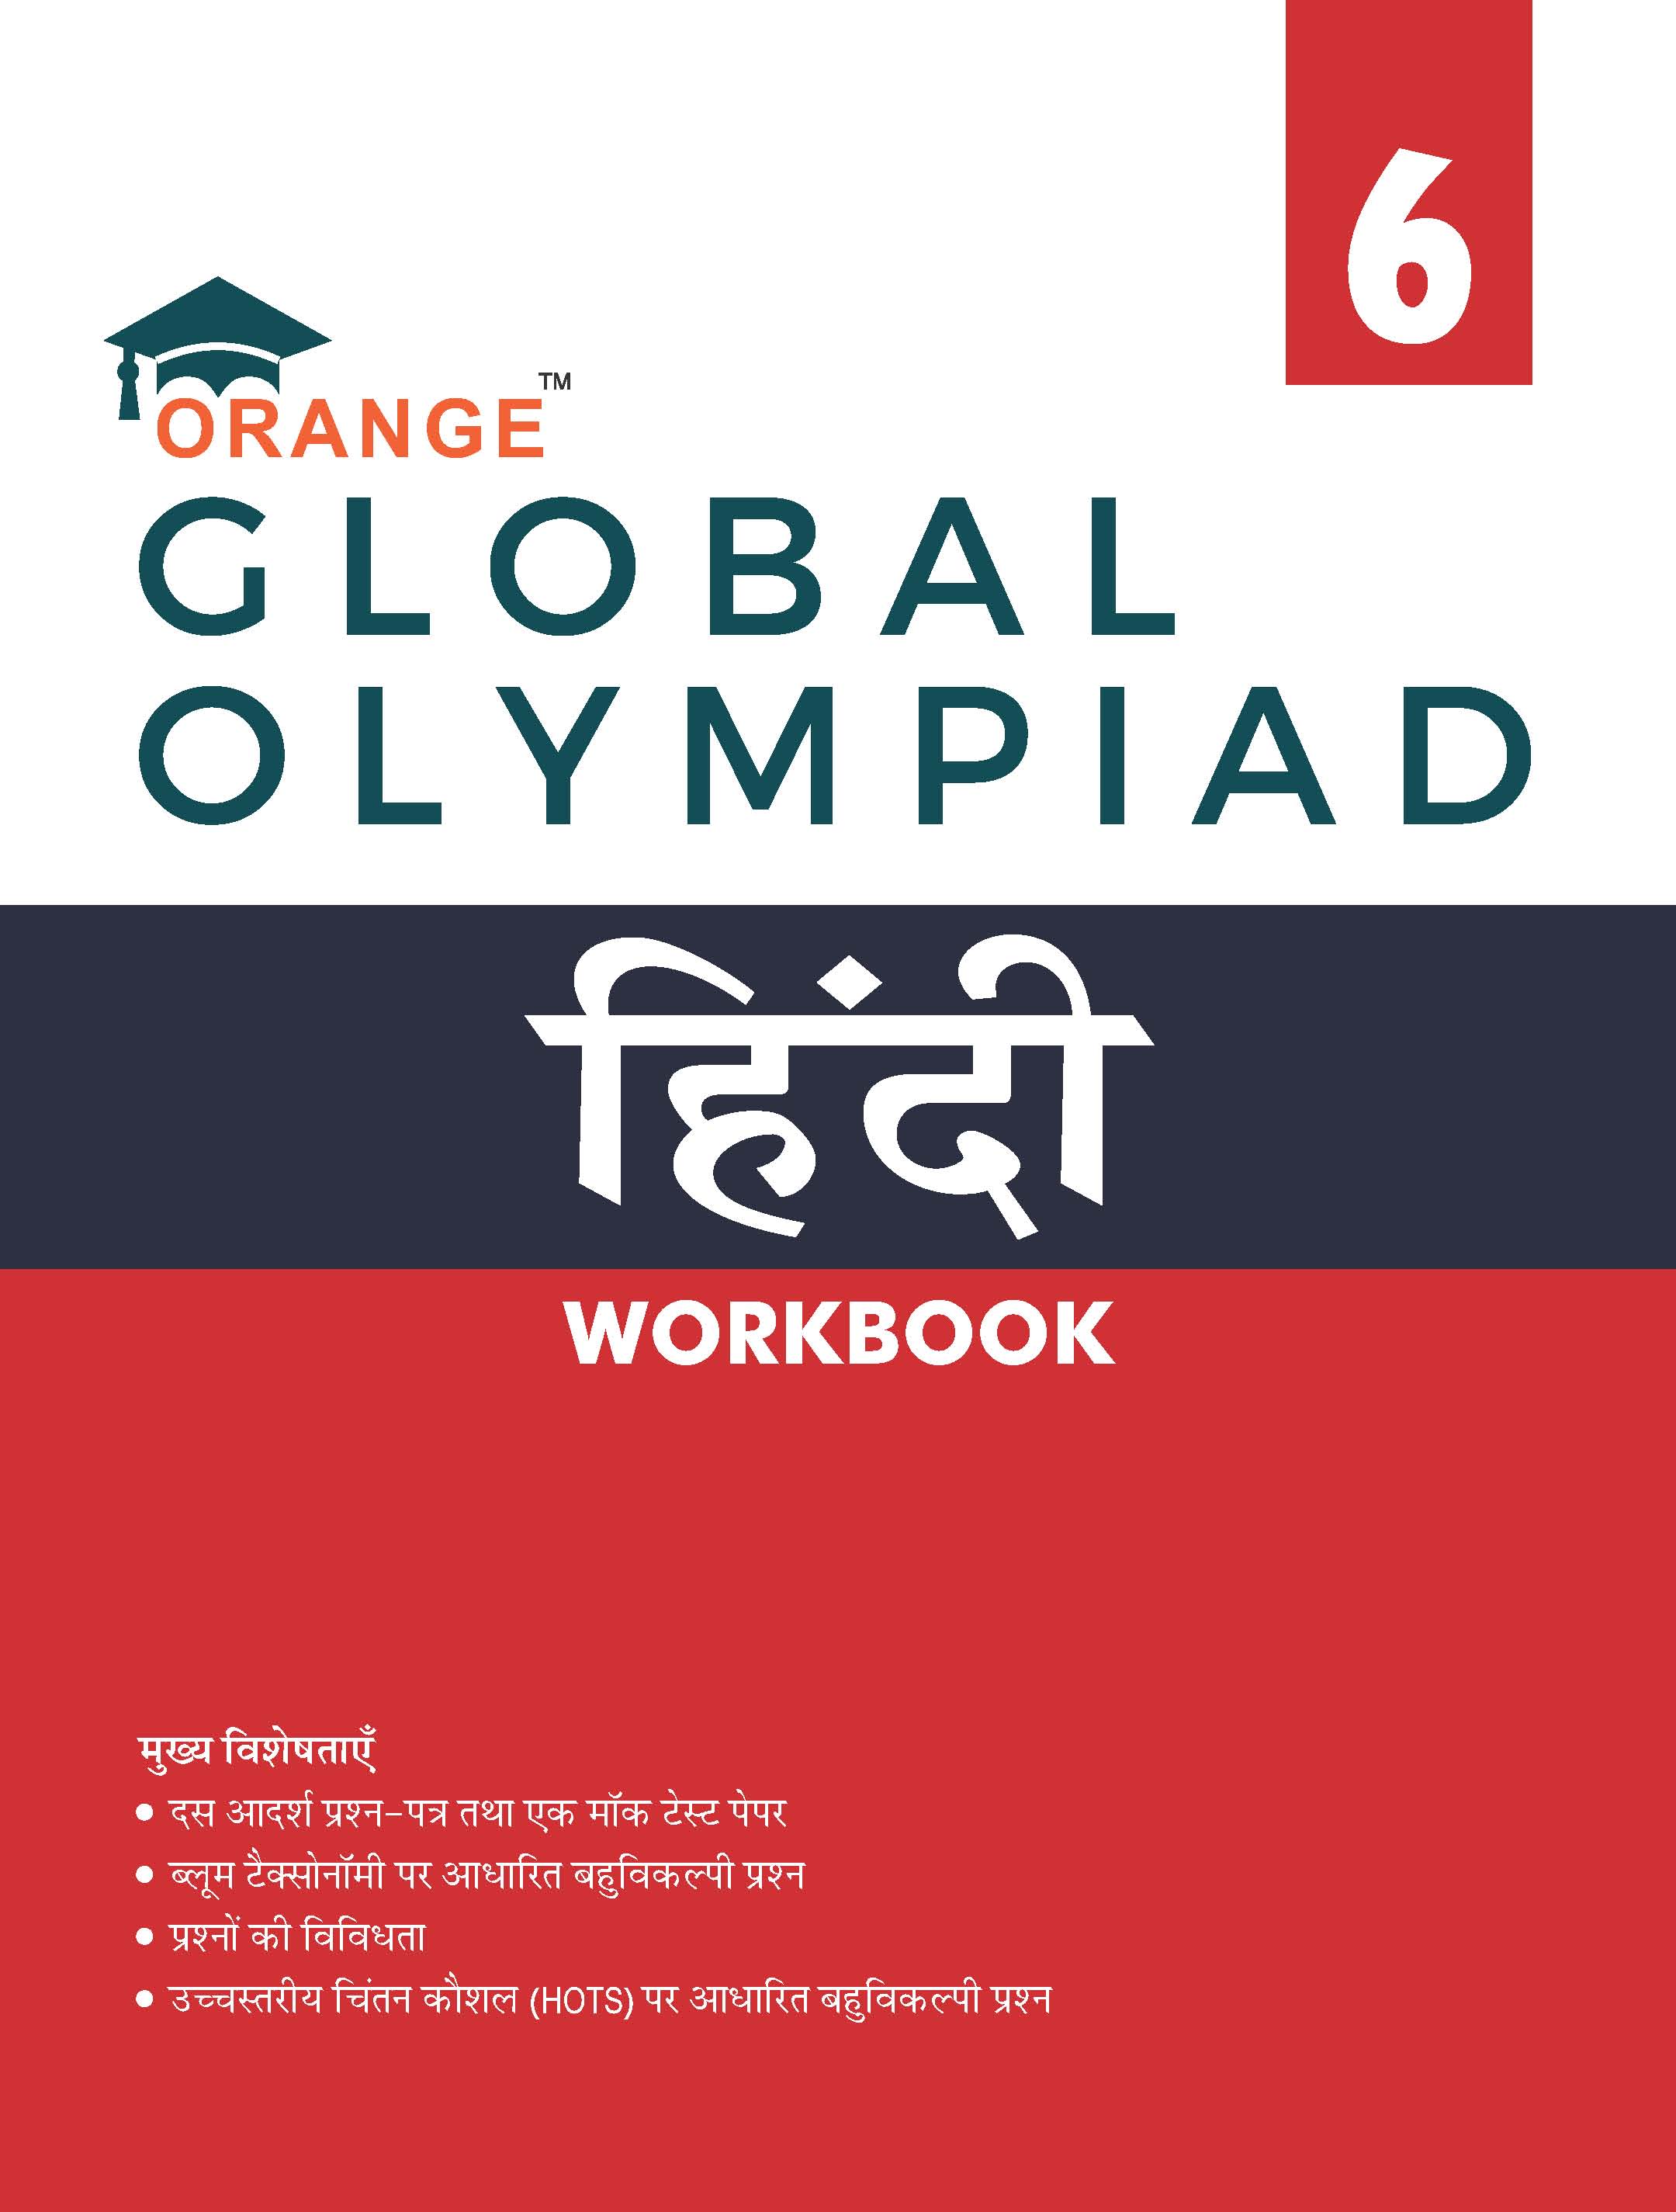 6
ORANGE™
GLOBAL
OLYMPIAD
हिंदी
WORKBOOK
मुख्य विशेषताएँ
• दस आदर्श प्रश्न-पत्र तथा एक मॉक टेस्ट पेपर
• ब्लूम टैक्सोनॉमी पर आधारित बहुविकल्पी प्रश्न
• प्रश्नों की विविधता
• उच्चस्तरीय चिंतन कौशल (HOTS) पर आधारित बहुविकल्पी प्रश्न